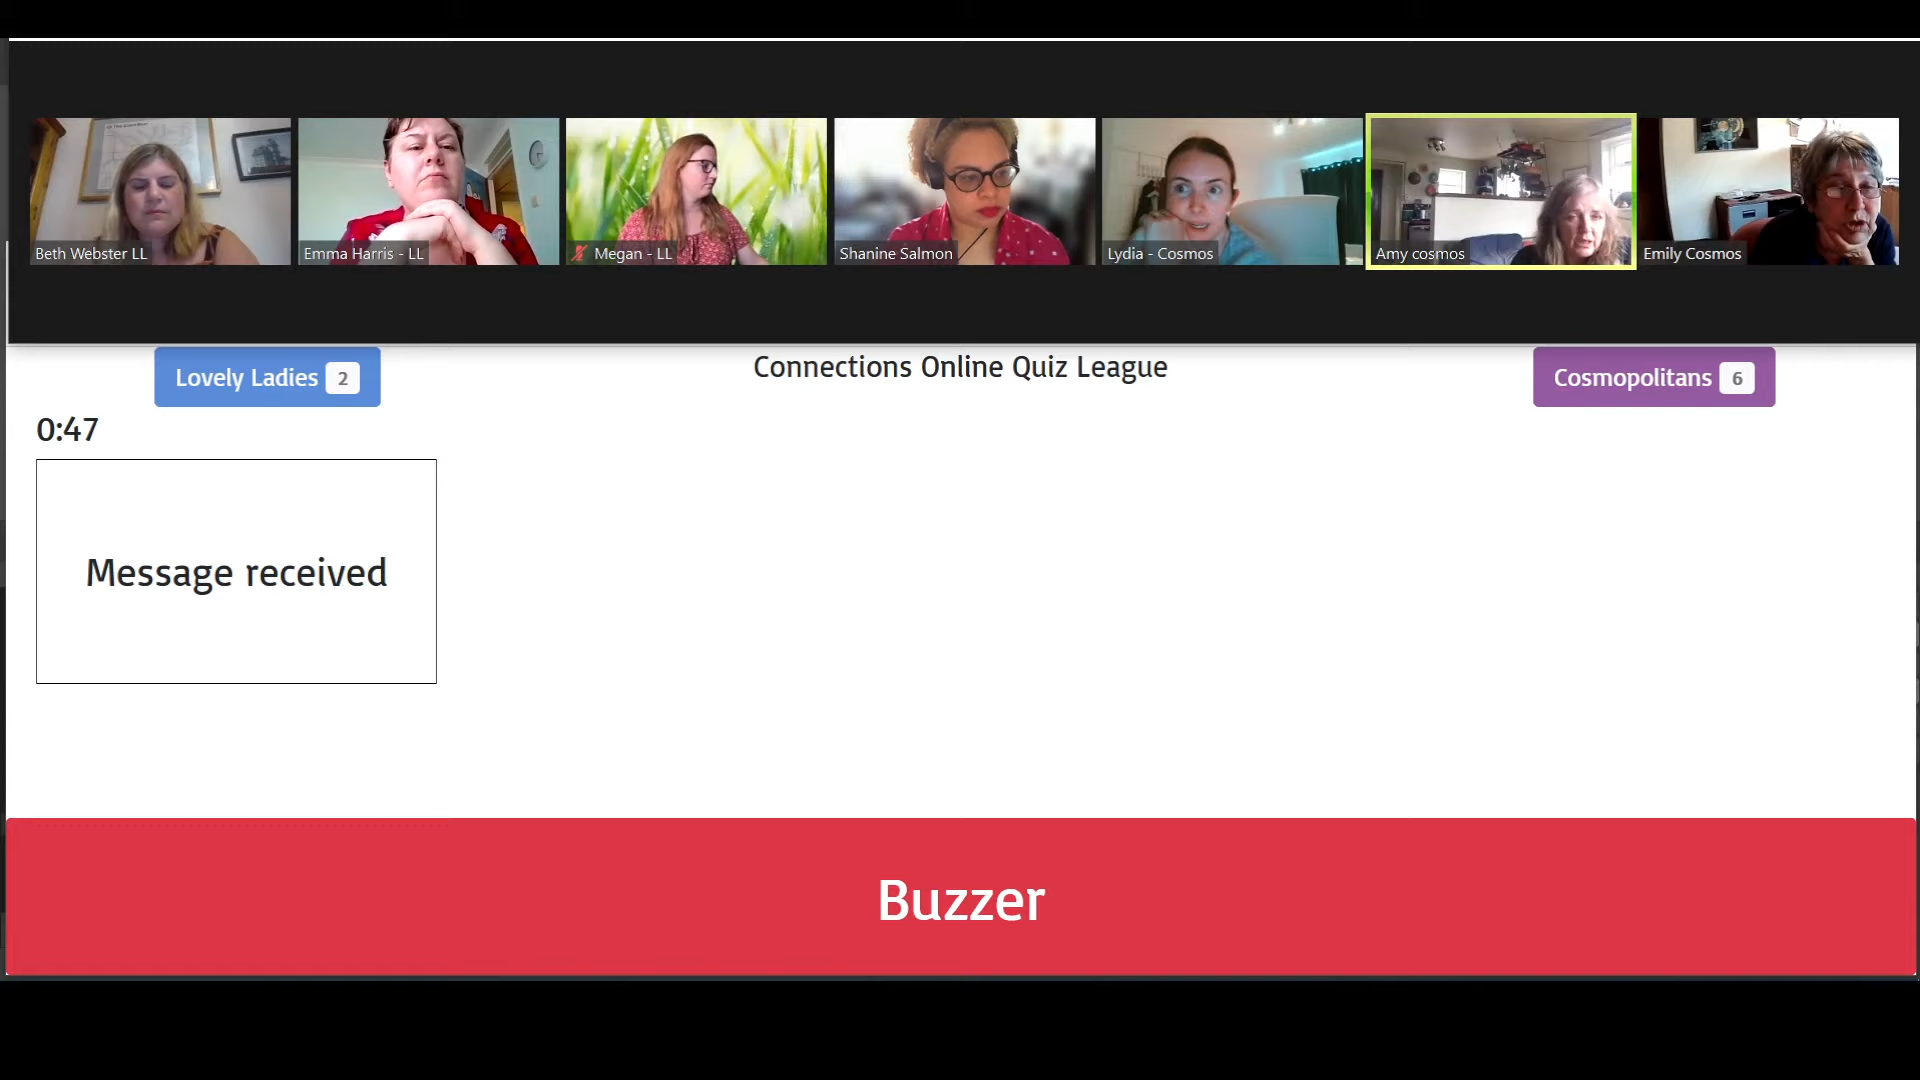 Beth Webster LL
Emma Harris - LL
Megan - LL
Shanine Salmon
Lydia - Cosmos
Amy cosmos
Emily Cosmos
Lovely Ladies 2
Connections Online Quiz League
Cosmopolitans 6
0:47
Message received
Buzzer